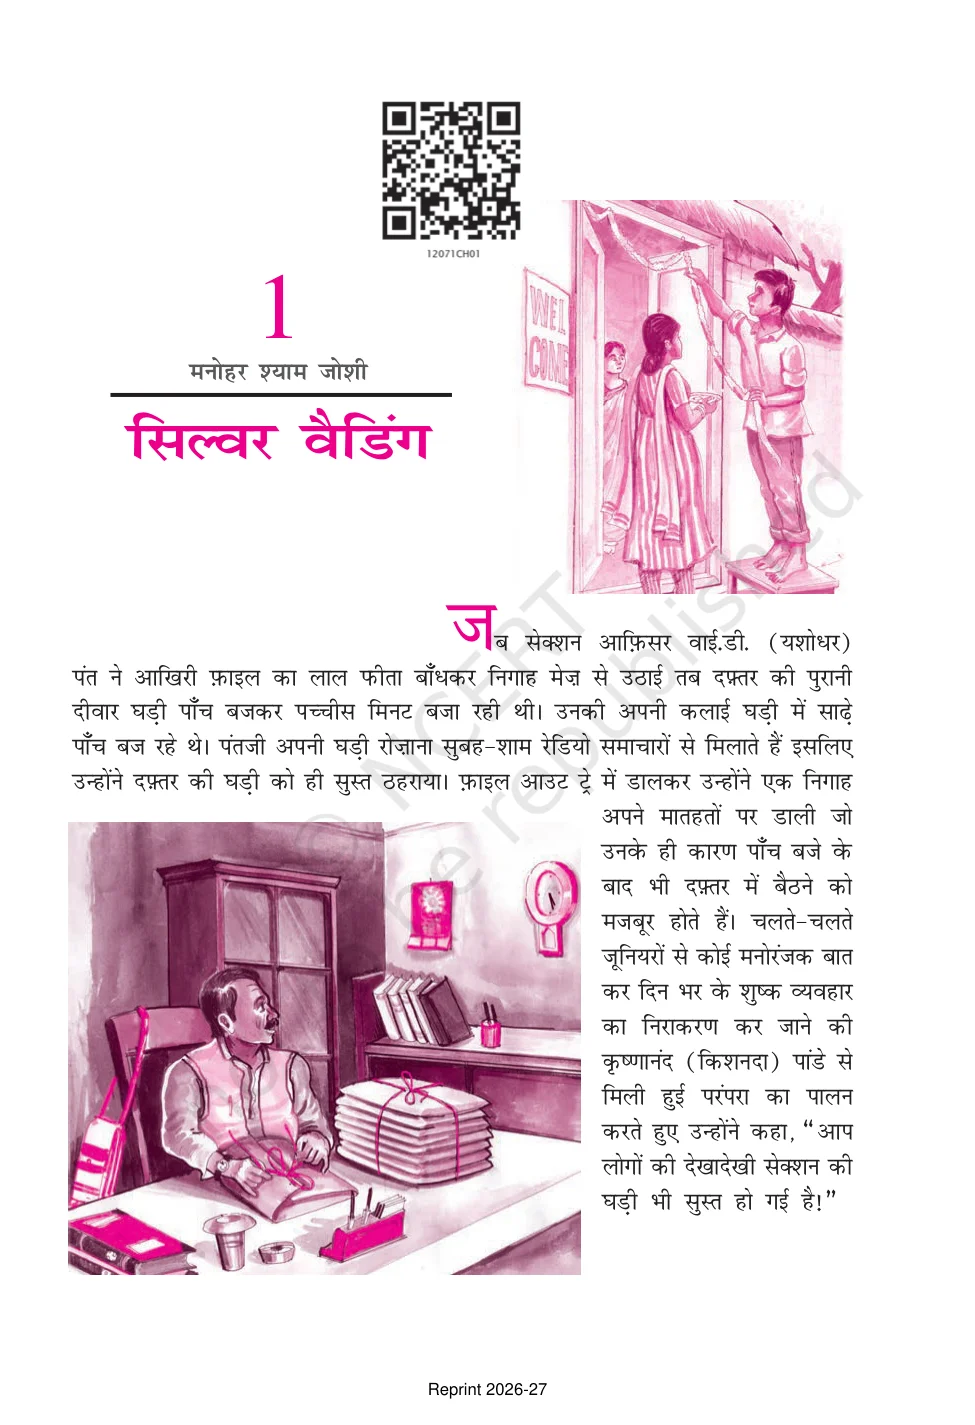 12071CH01
1
मनोहर श्याम जोशी
सिल्वर वैडिंग
WEL
COME
जब सेक्शन आफ़िसर वाई.डी. (यशोधर)
पंत ने आखिरी फ़ाइल का लाल फीता बाँधकर निगाह मेज़ से उठाई तब दफ़्तर की पुरानी
दीवार घड़ी पाँच बजकर पच्चीस मिनट बजा रही थी। उनकी अपनी कलाई घड़ी में साढ़े
पाँच बज रहे थे। पंतजी अपनी घड़ी रोज़ाना सुबह-शाम रेडियो समाचारों से मिलाते हैं इसलिए
उन्होंने दफ़्तर की घड़ी को ही सुस्त ठहराया। फ़ाइल आउट ट्रे में डालकर उन्होंने एक निगाह
अपने मातहतों पर डाली जो
उनके ही कारण पाँच बजे के
बाद भी दफ़्तर में बैठने को
मजबूर होते हैं। चलते-चलते
जूनियरों से कोई मनोरंजक बात
कर दिन भर के शुष्क व्यवहार
का निराकरण कर जाने की
कृष्णानंद (किशनदा) पांडे से
मिली हुई परंपरा का पालन
करते हुए उन्होंने कहा, “आप
लोगों की देखादेखी सेक्शन की
घड़ी भी सुस्त हो गई है!”
© NCERT
be republished
Reprint 2026-27